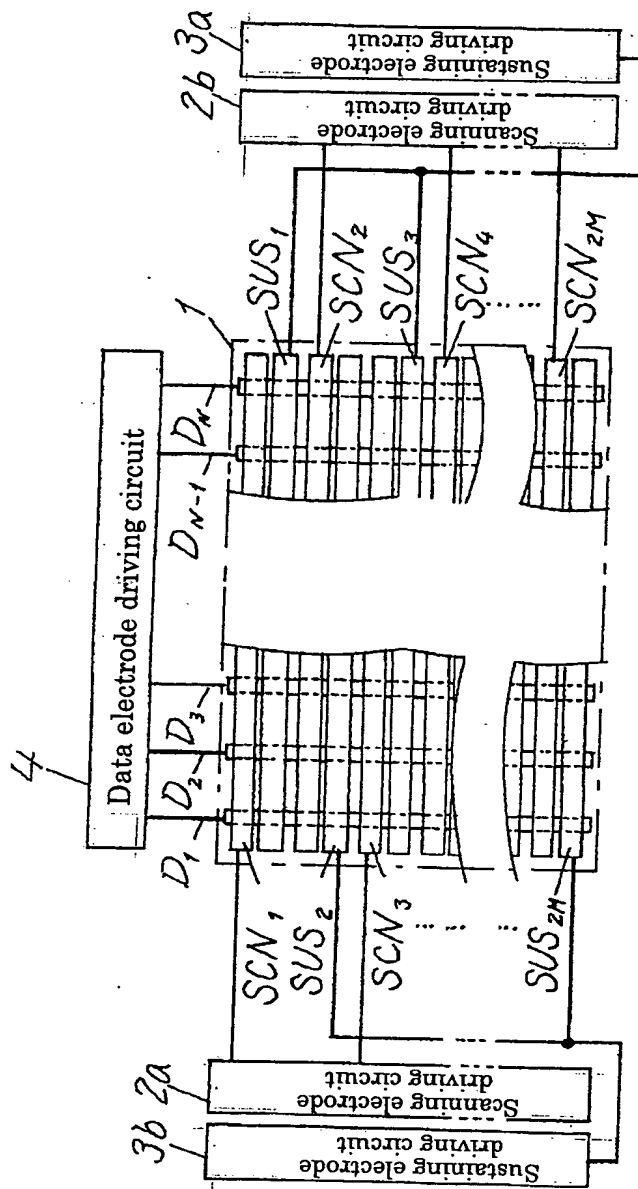 4
Data electrode driving circuit
D1
D2
D3
DN-1
DN
1
SCN1
SUS2
SCN3
SUS2M
SUS1
SCN2
SUS3
SCN4
SCN2M
3b
2a
Sustaining electrode
driving circuit
Scanning electrode
driving circuit
2b
3a
Scanning electrode
driving circuit
Sustaining electrode
driving circuit